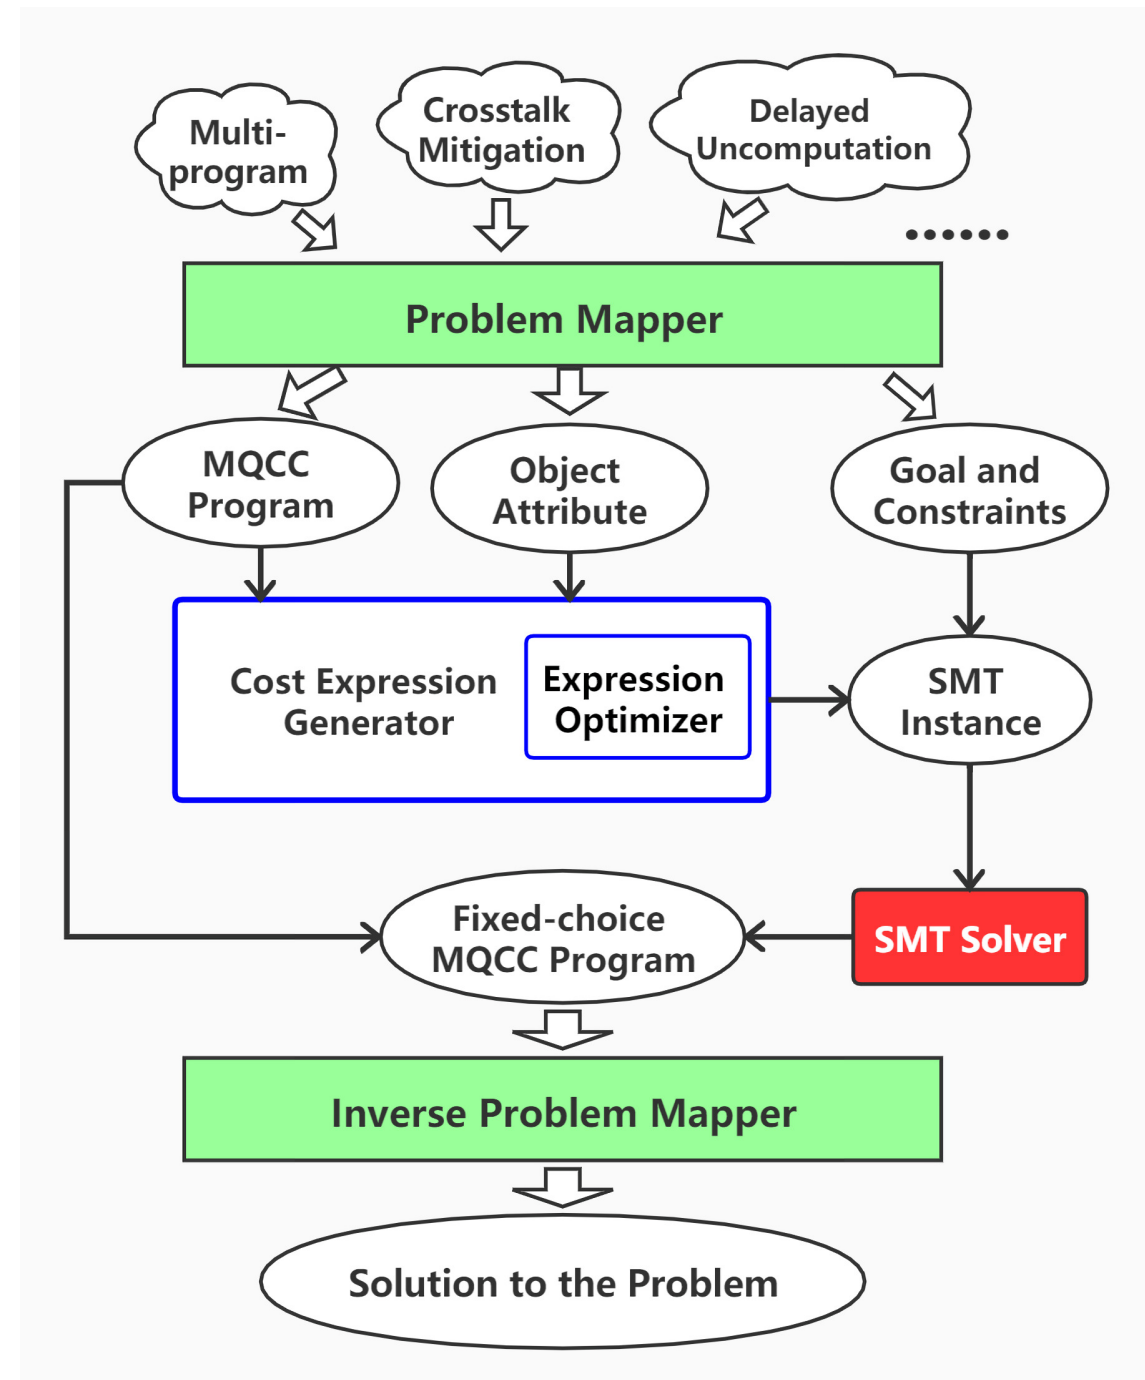 Multi-
program
Crosstalk
Mitigation
Delayed
Uncomputation
......
Problem Mapper
MQCC
Program
Object
Attribute
Goal and
Constraints
Cost Expression
Generator
Expression
Optimizer
SMT
Instance
Fixed-choice
MQCC Program
SMT Solver
Inverse Problem Mapper
Solution to the Problem